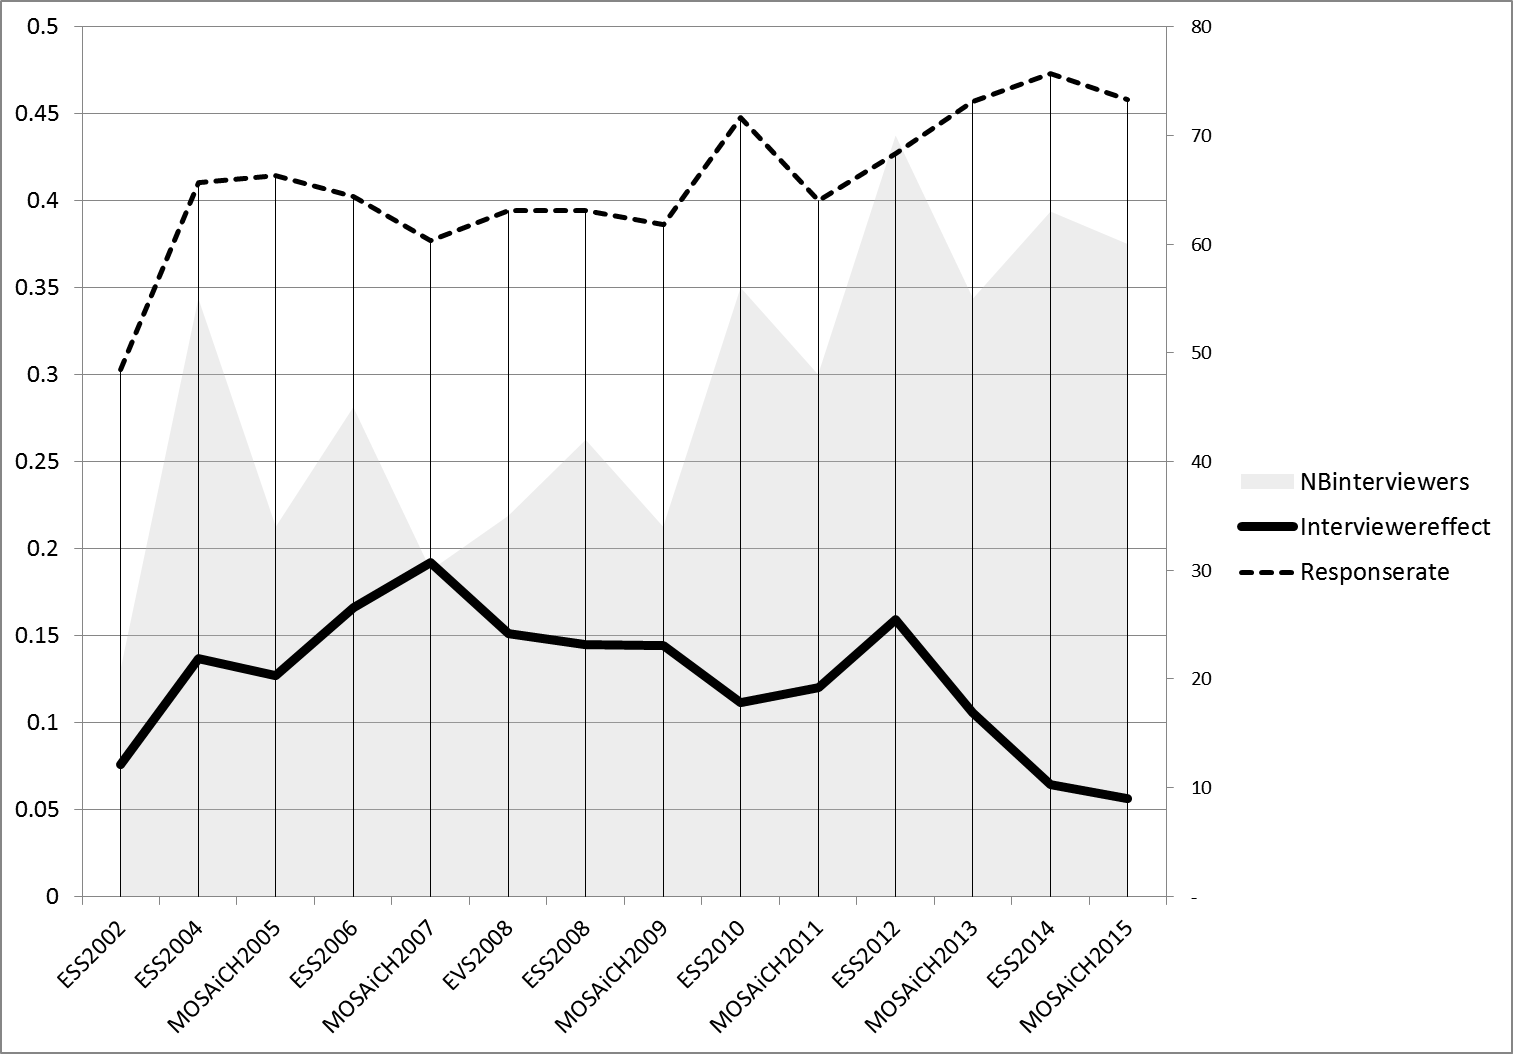 0.5
0.45
0.4
0.35
0.3
0.25
0.2
0.15
0.1
0.05
0
80
70
60
50
40
30
20
10
-
ESS2002
ESS2004
MOSAiCH2005
ESS2006
MOSAiCH2007
EVS2008
ESS2008
MOSAiCH2009
ESS2010
MOSAiCH2011
ESS2012
MOSAiCH2013
ESS2014
MOSAiCH2015
NBinterviewers
Interviewereffect
Responserate